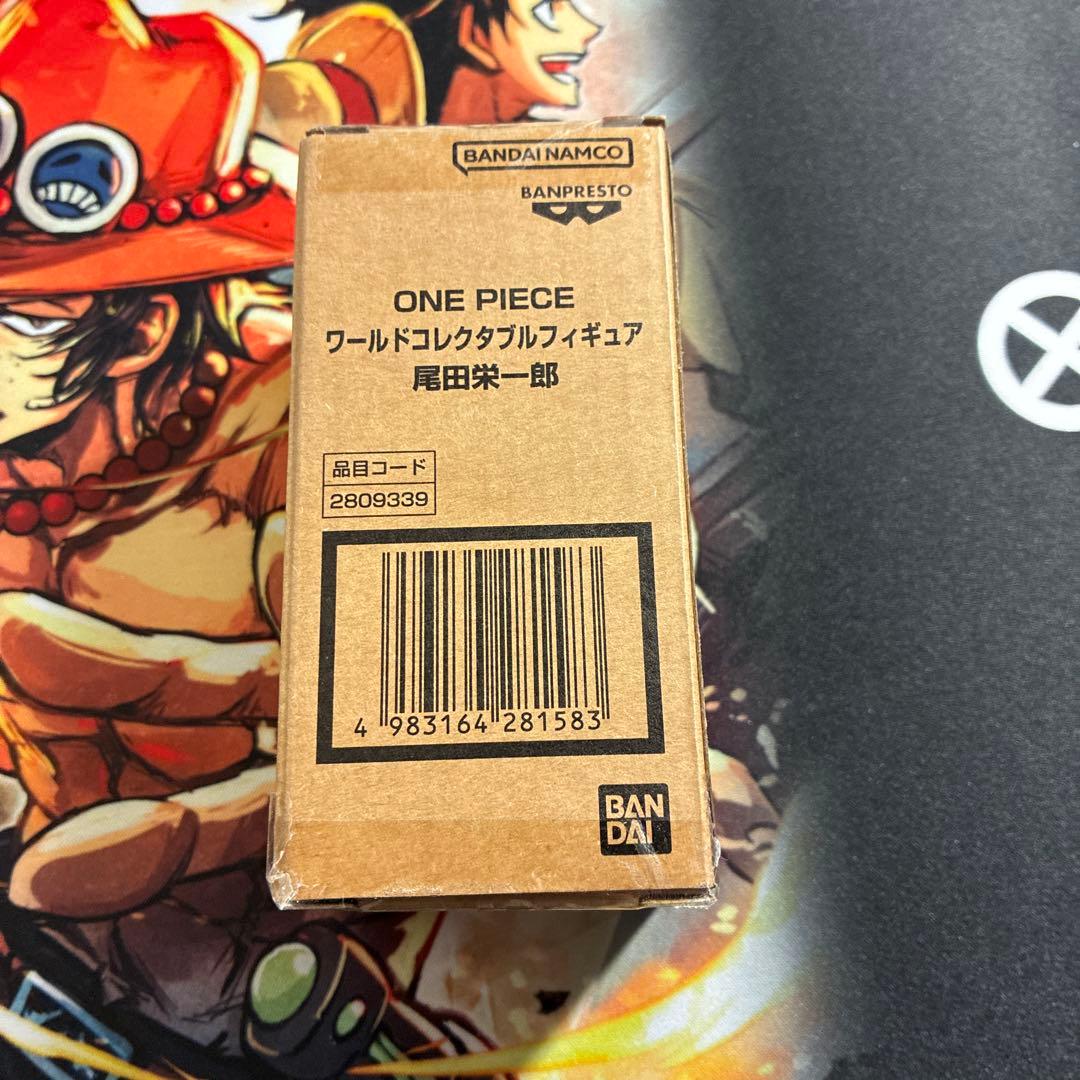 BANDAI NAMCO
BANPRESTO
ONE PIECE
ワールドコレクタブルフィギュア
尾田栄一郎
品目コード
2809339
4 983164 281583
BAN
DAI